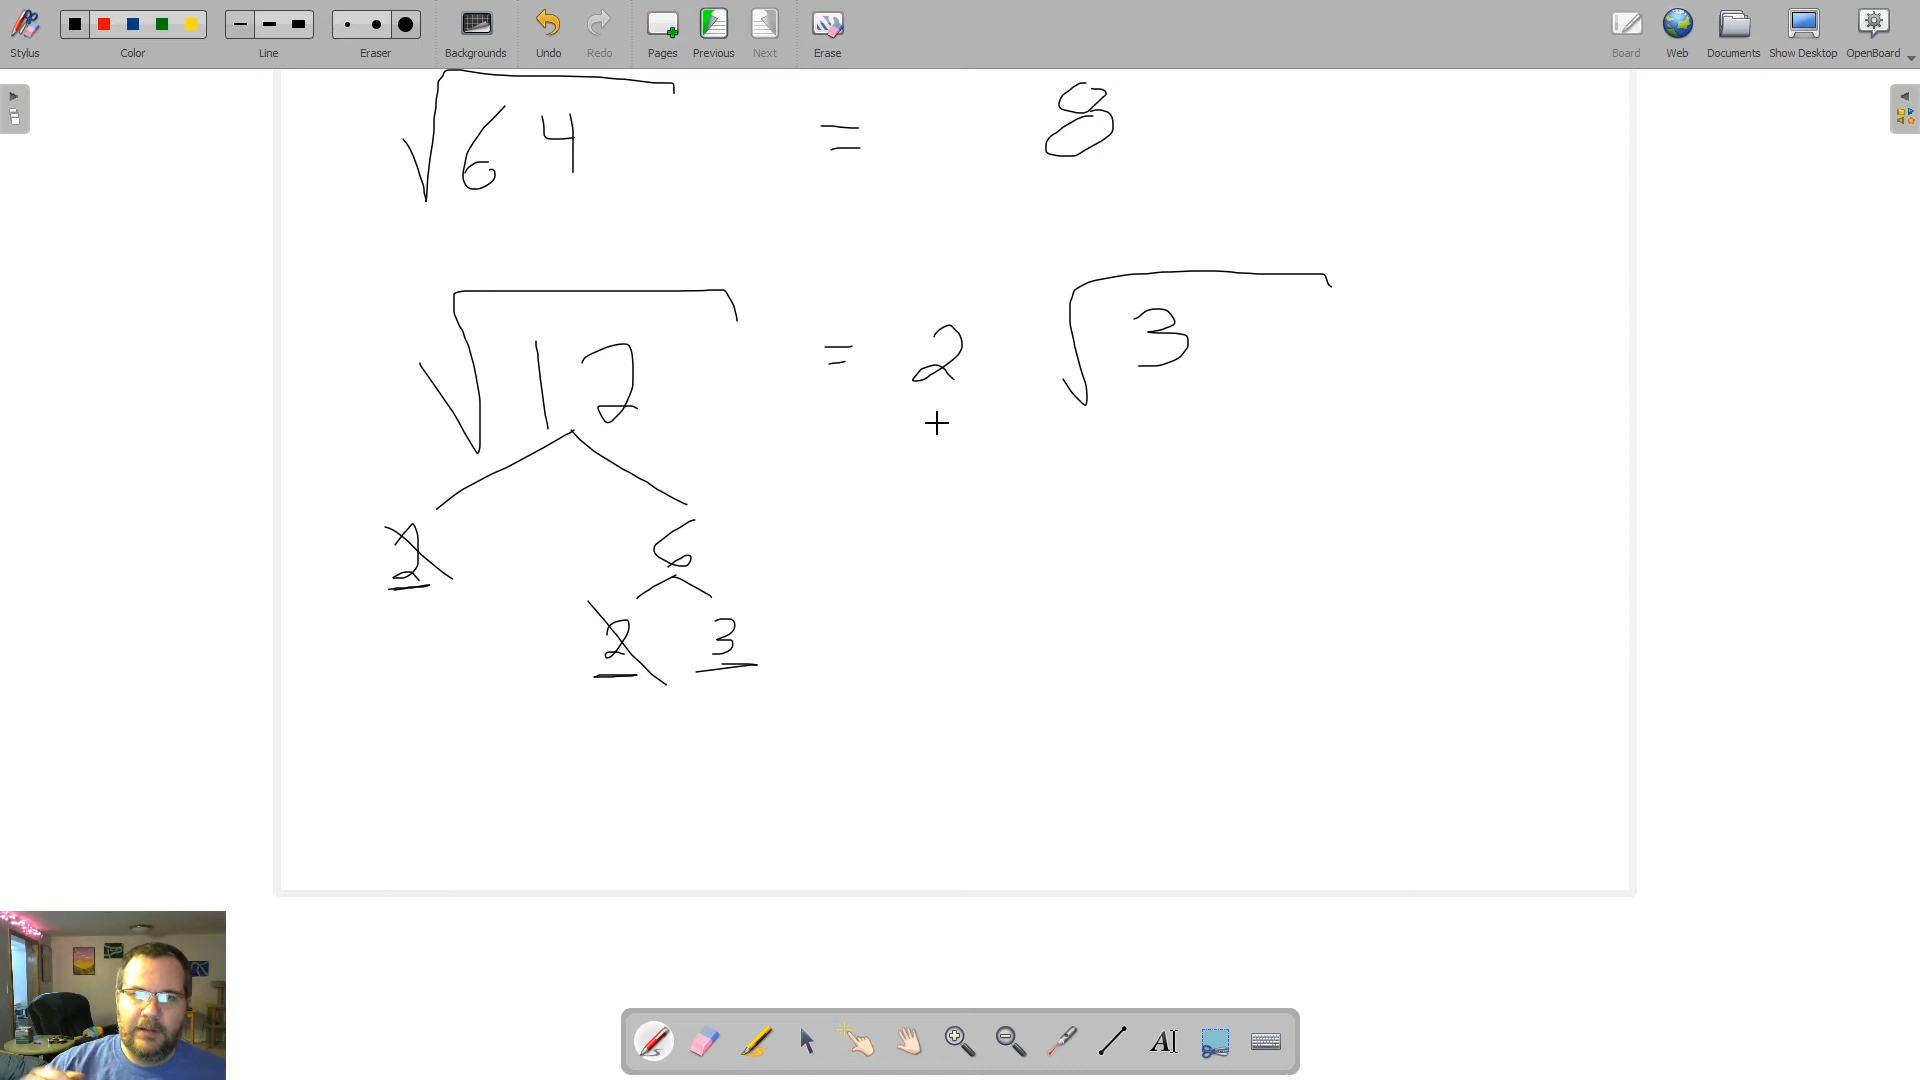 Stylus
Color
Line
Eraser
Backgrounds
Undo
Redo
Pages
Previous
Next
Erase
Board
Web
Documents
Show Desktop
OpenBoard
√64 = 8
√12 = 2 √3
2 6
2 3
AI